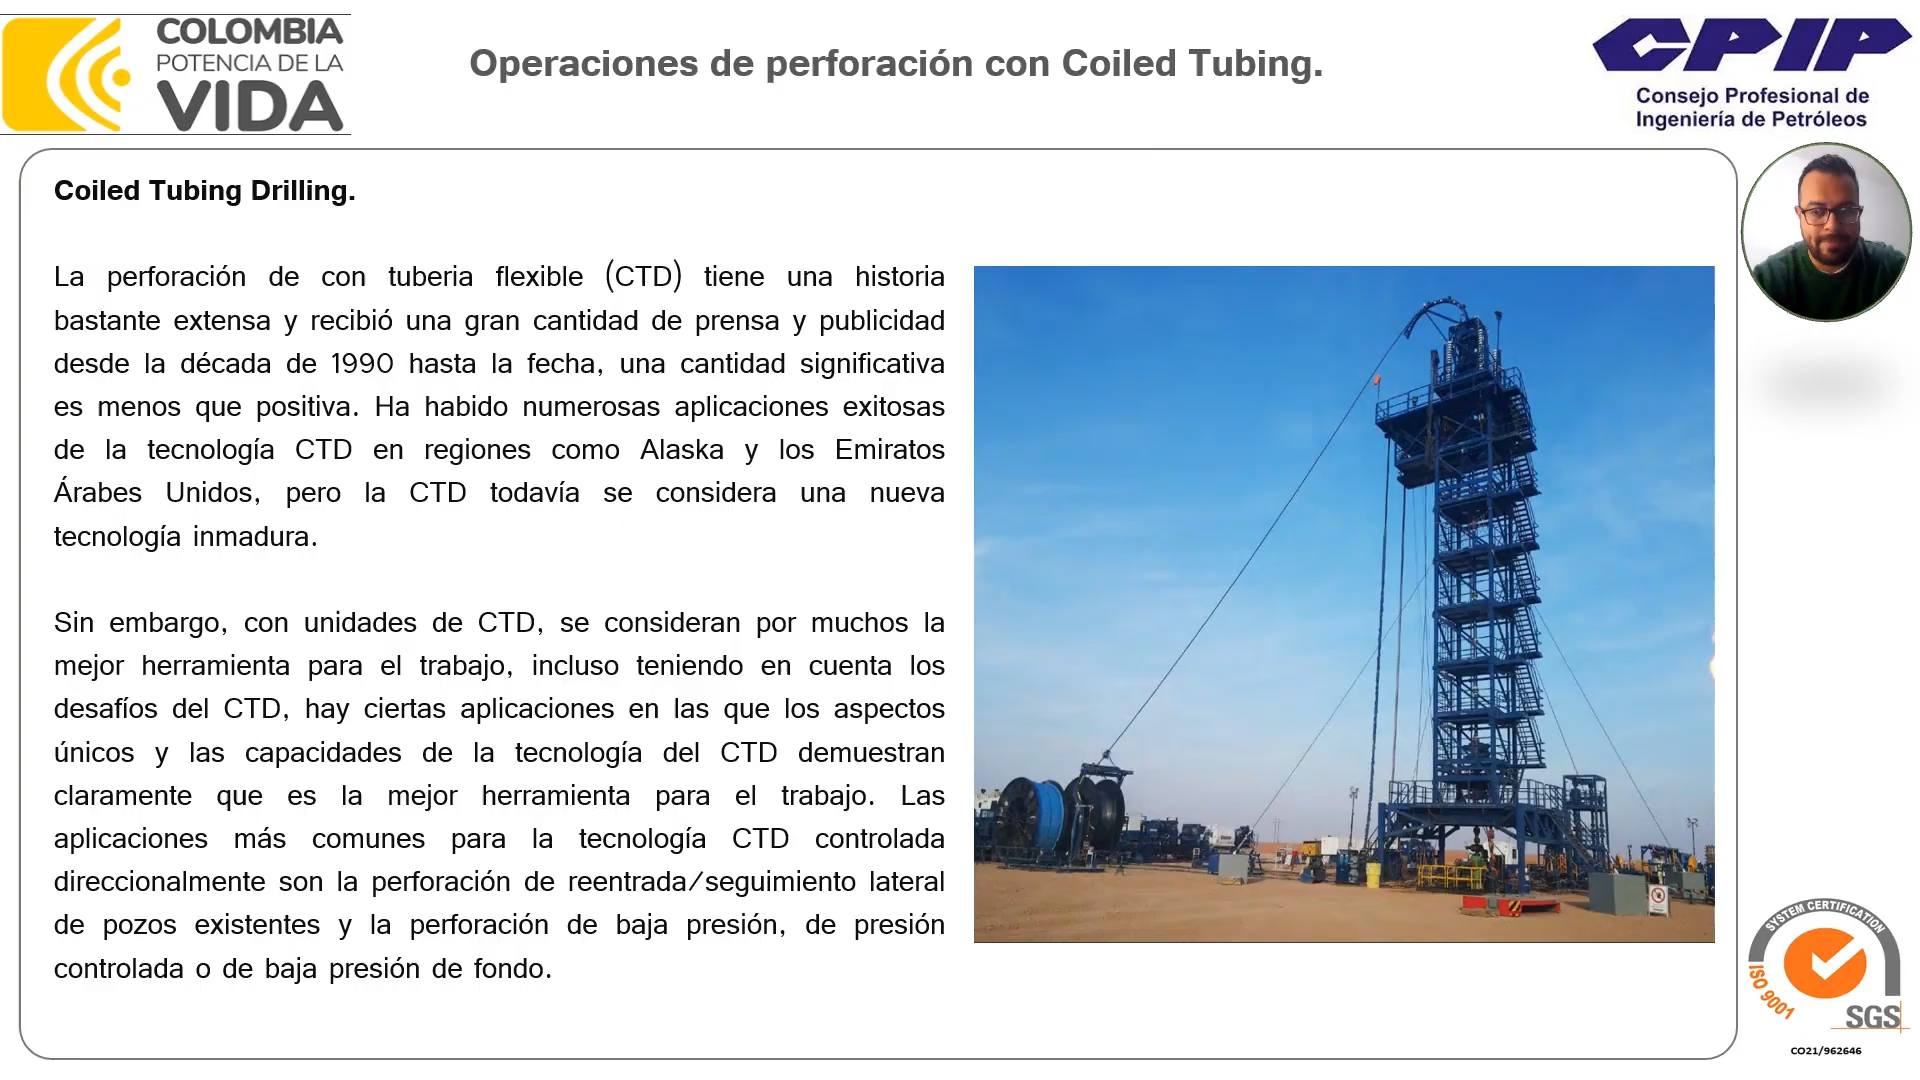 COLOMBIA
POTENCIA DE LA
VIDA
Operaciones de perforación con Coiled Tubing.
CPIP
Consejo Profesional de
Ingeniería de Petróleos
Coiled Tubing Drilling.
La perforación de con tuberia flexible (CTD) tiene una historia
bastante extensa y recibió una gran cantidad de prensa y publicidad
desde la década de 1990 hasta la fecha, una cantidad significativa
es menos que positiva. Ha habido numerosas aplicaciones exitosas
de la tecnología CTD en regiones como Alaska y los Emiratos
Árabes Unidos, pero la CTD todavía se considera una nueva
tecnología inmadura.
Sin embargo, con unidades de CTD, se consideran por muchos la
mejor herramienta para el trabajo, incluso teniendo en cuenta los
desafíos del CTD, hay ciertas aplicaciones en las que los aspectos
únicos y las capacidades de la tecnología del CTD demuestran
claramente que es la mejor herramienta para el trabajo. Las
aplicaciones más comunes para la tecnología CTD controlada
direccionalmente son la perforación de reentrada/seguimiento lateral
de pozos existentes y la perforación de baja presión, de presión
controlada o de baja presión de fondo.
SYSTEM CERTIFICATION
ISO 9001
SGS
CO21/962646